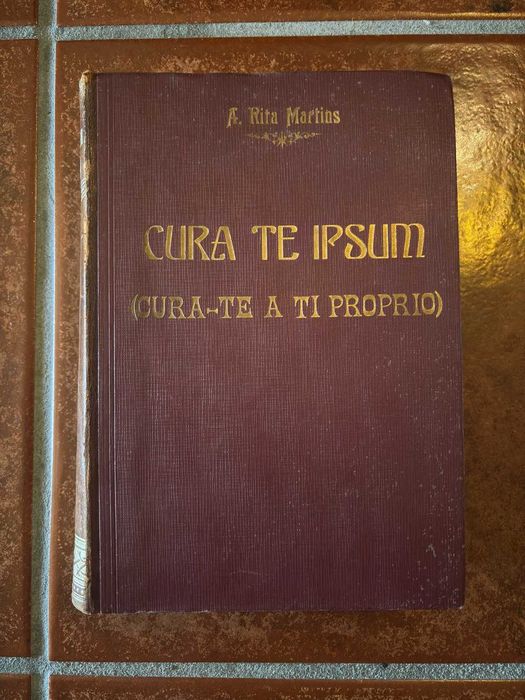 A. Rita Martins
CURA TE IPSUM
(CURA-TE A TI PROPRIO)